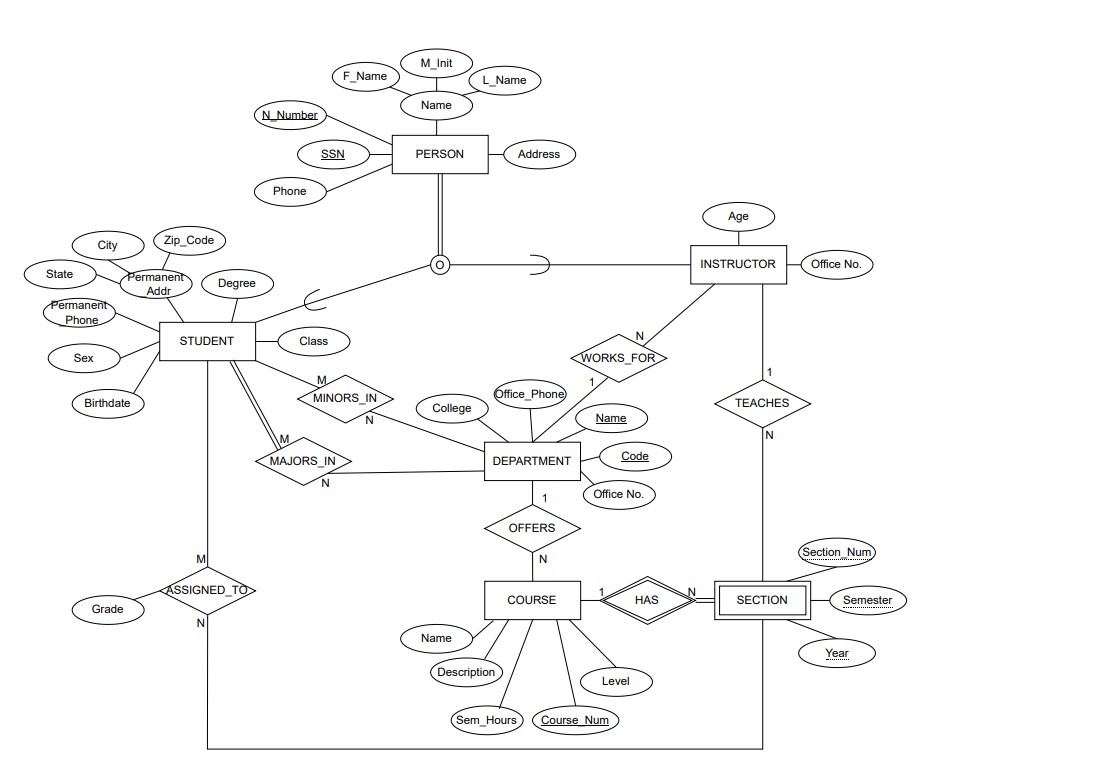 M_Init
F_Name
L_Name
Name
N_Number
SSN
PERSON
Address
Phone
Age
City
Zip_Code
O
INSTRUCTOR
Office No.
State
Permanent
Addr
Degree
Permanent
_Phone
STUDENT
Class
Sex
N
WORKS_FOR
1
M
MINORS_IN
N
1
TEACHES
N
Birthdate
College
Office_Phone
Name
M
MAJORS_IN
N
DEPARTMENT
Code
Office No.
1
OFFERS
N
M
ASSIGNED_TO
N
Grade
COURSE
1
HAS
N
SECTION
Section_Num
Semester
Year
Name
Description
Level
Sem_Hours
Course_Num